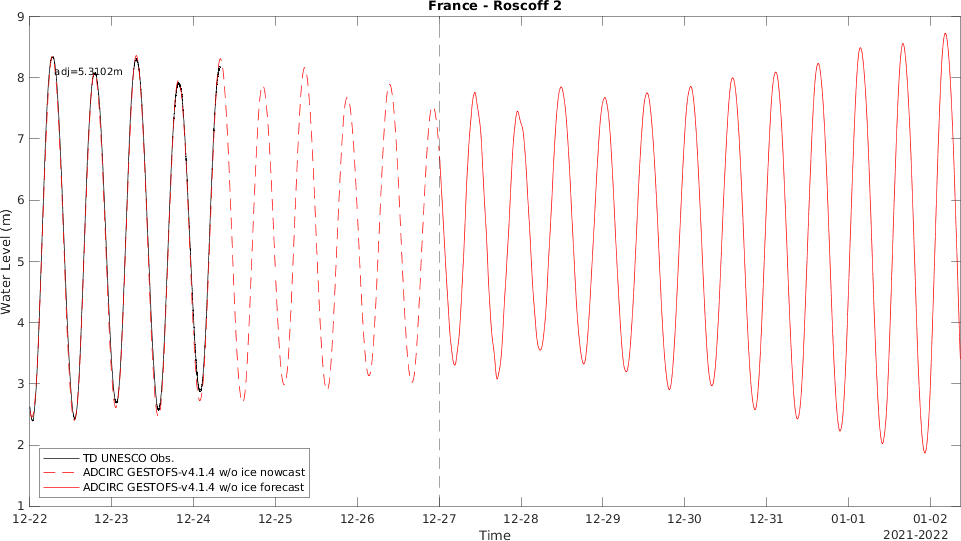 France - Roscoff 2
9
8
7
6
5
4
3
2
1
Water Level (m)
adj=5.3102m
TD UNESCO Obs.
ADCIRC GESTOFS-v4.1.4 w/o ice nowcast
ADCIRC GESTOFS-v4.1.4 w/o ice forecast
12-22 12-23 12-24 12-25 12-26 12-27 12-28 12-29 12-30 12-31 01-01 01-02
Time
2021-2022